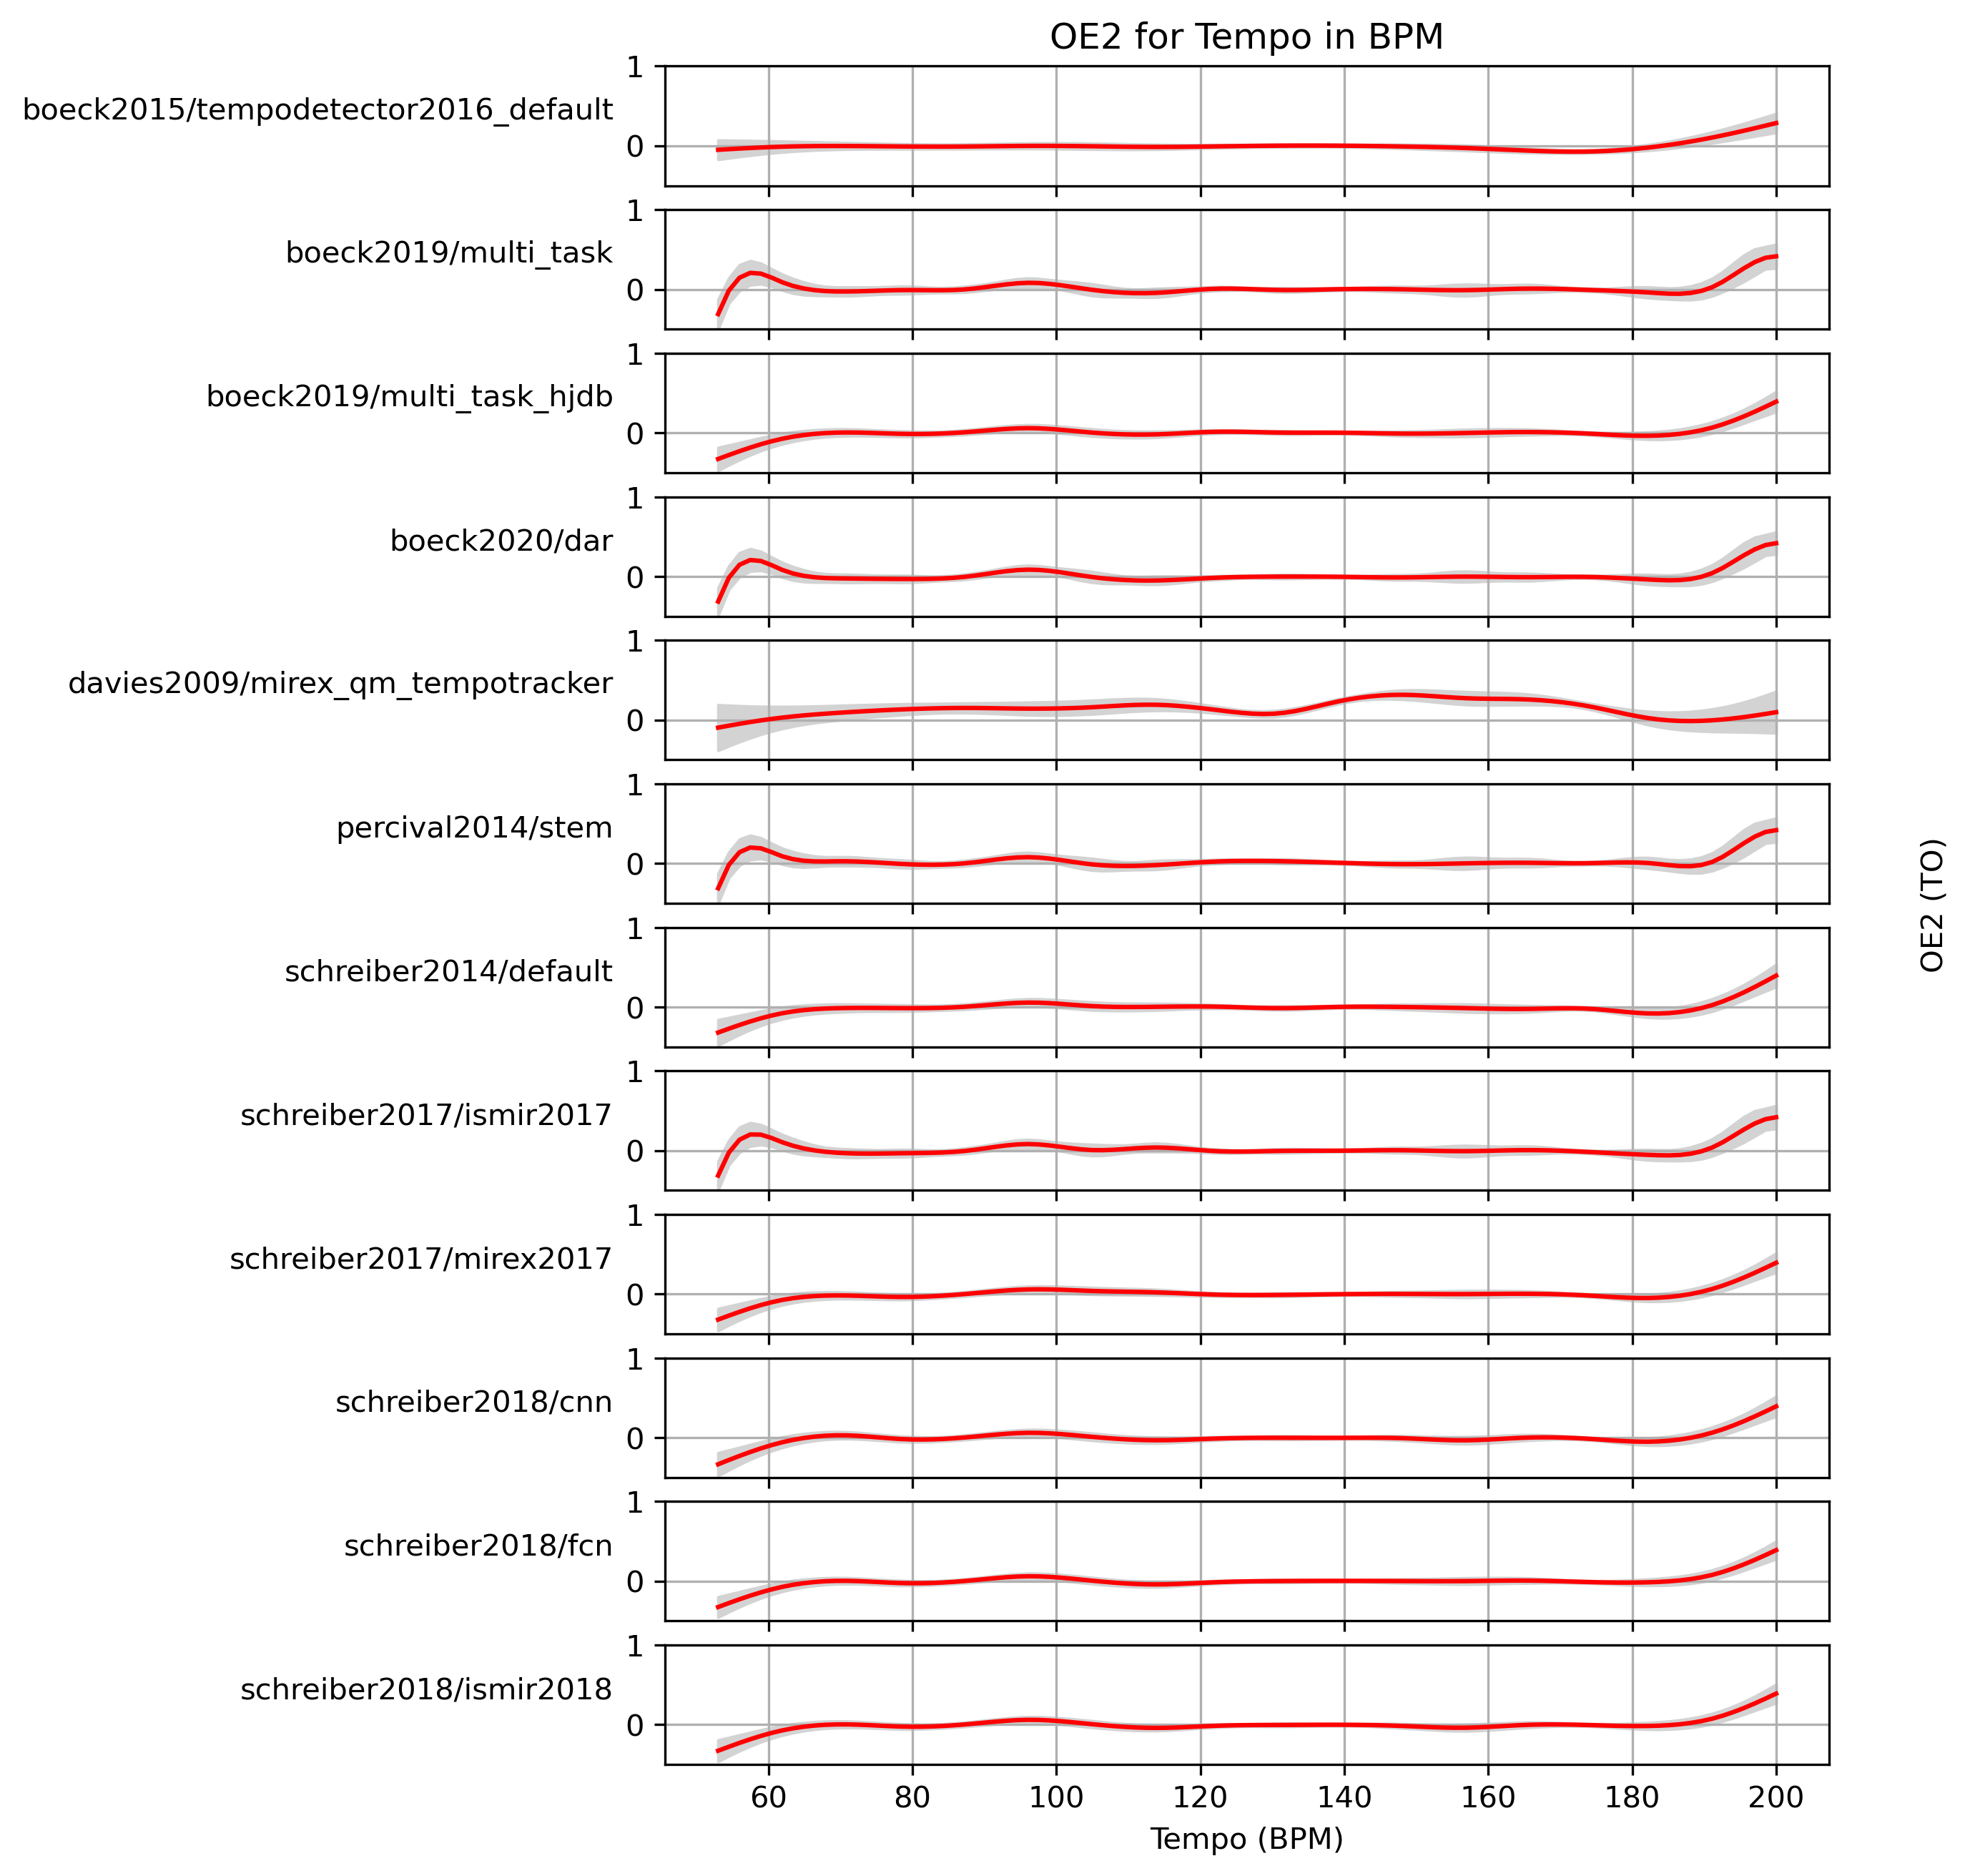 OE2 for Tempo in BPM
boeck2015/tempodetector2016_default
1
0
boeck2019/multi_task
1
0
boeck2019/multi_task_hjdb
1
0
boeck2020/dar
1
0
davies2009/mirex_qm_tempotracker
1
0
percival2014/stem
1
0
schreiber2014/default
1
0
schreiber2017/ismir2017
1
0
schreiber2017/mirex2017
1
0
schreiber2018/cnn
1
0
schreiber2018/fcn
1
0
schreiber2018/ismir2018
1
0
60 80 100 120 140 160 180 200
Tempo (BPM)
OE2 (TO)